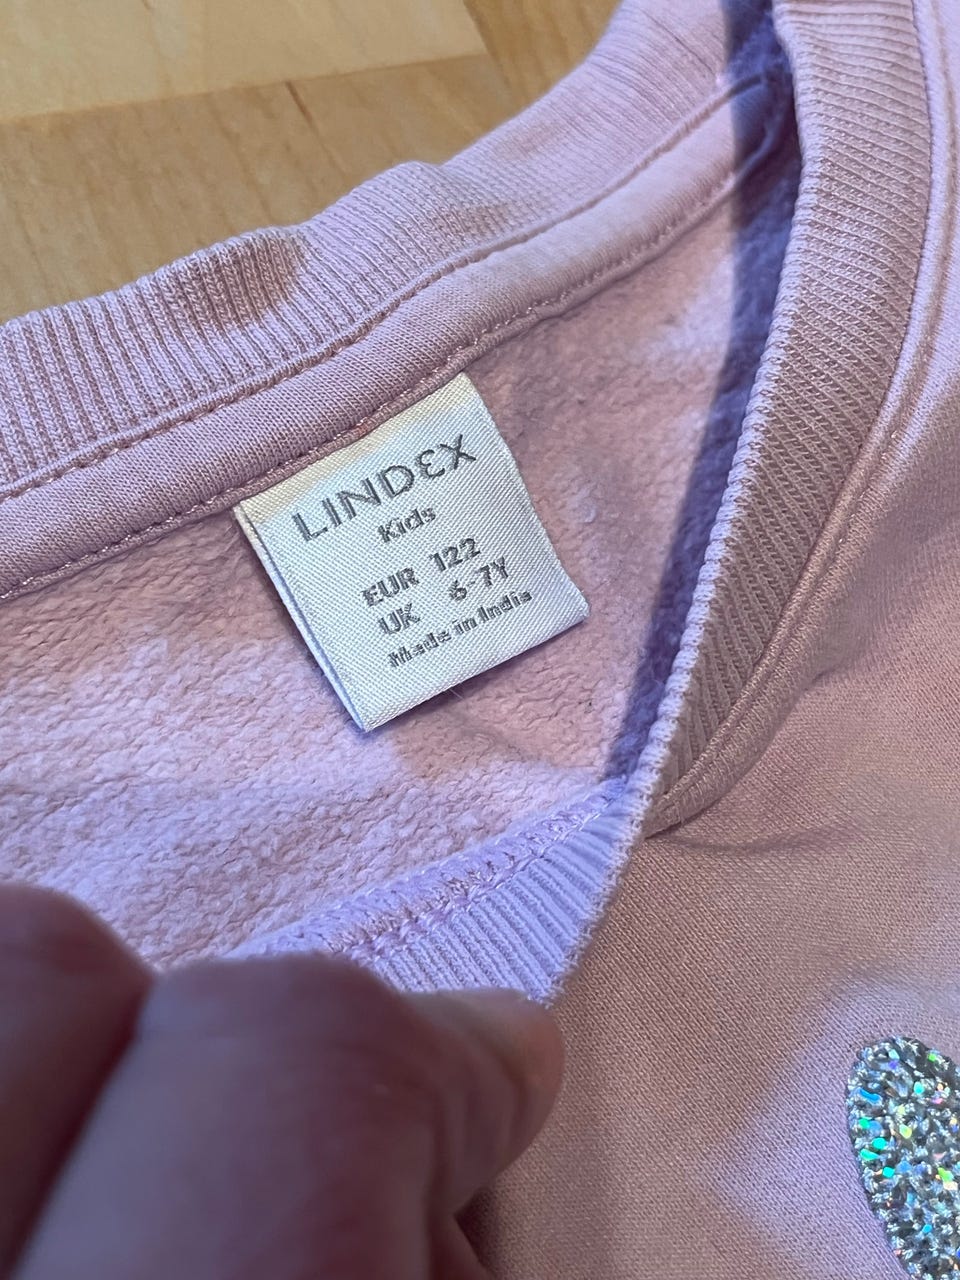 LINDEX
Kids
EUR 122
UK 6-7Y
Made in India